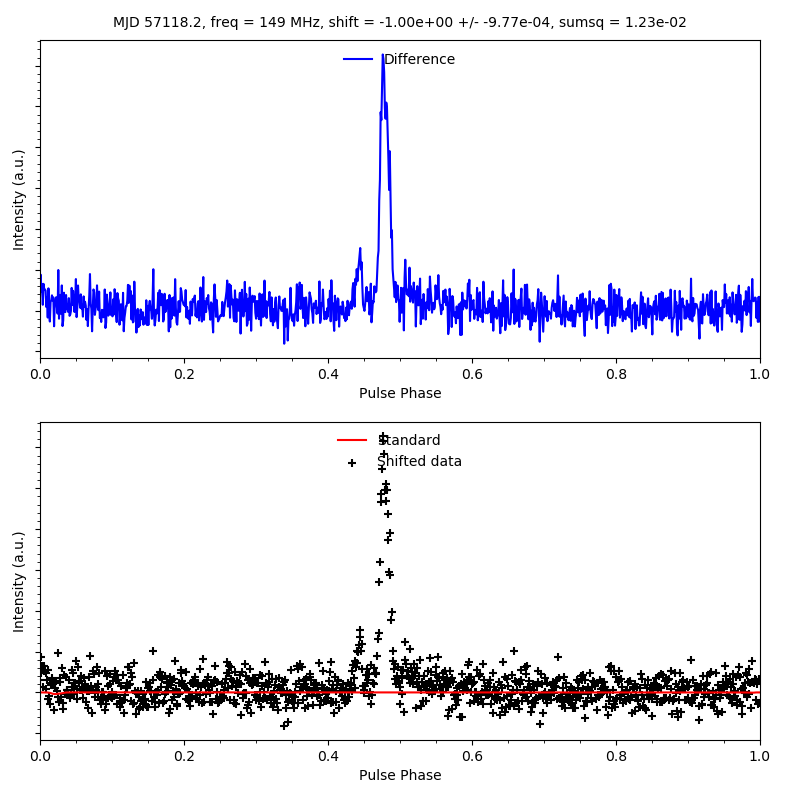 MJD 57118.2, freq = 149 MHz, shift = -1.00e+00 +/- -9.77e-04, sumsq = 1.23e-02
Difference
Intensity (a.u.)
0.0 0.2 0.4 0.6 0.8 1.0
Pulse Phase
Standard
Shifted data
Intensity (a.u.)
0.0 0.2 0.4 0.6 0.8 1.0
Pulse Phase